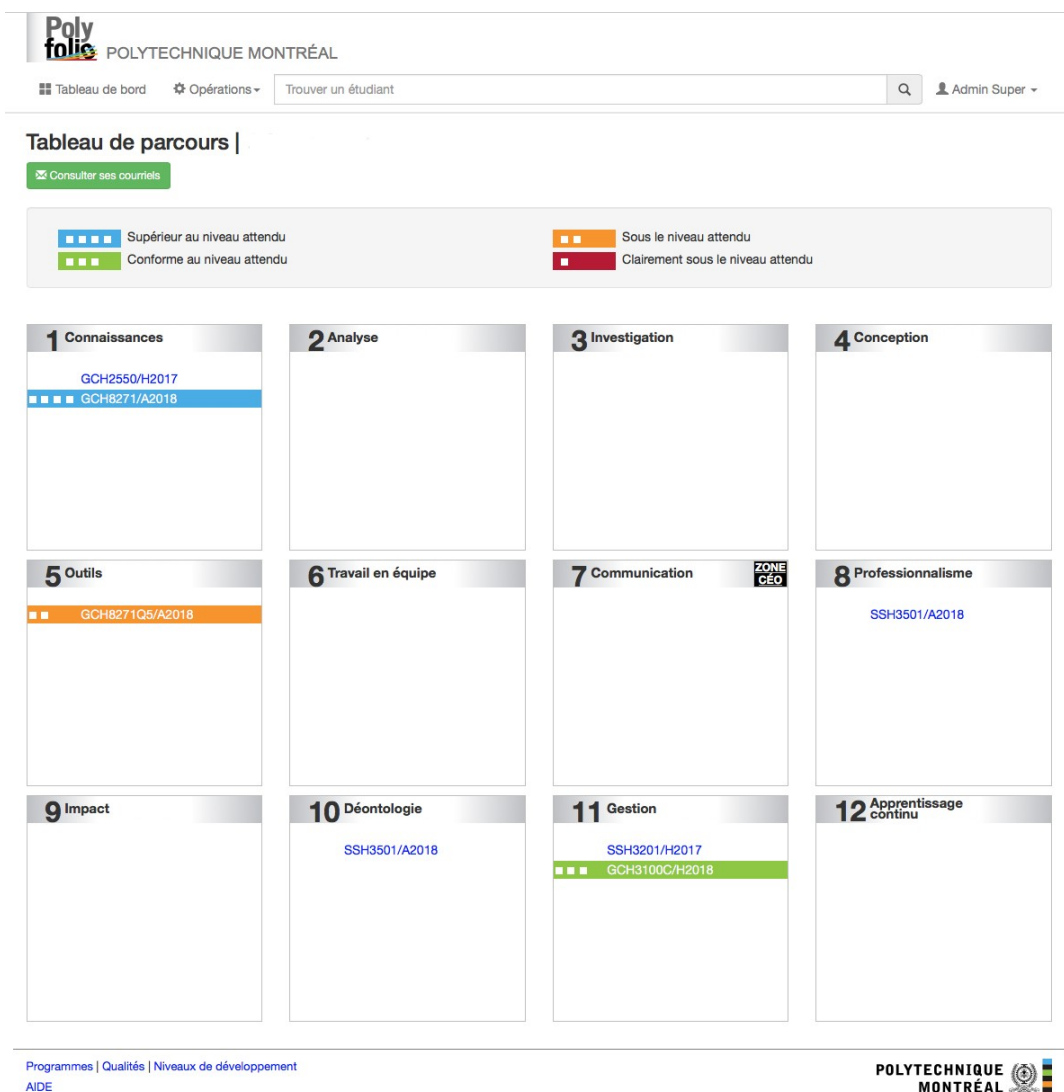 Poly
folio POLYTECHNIQUE MONTRÉAL
Tableau de bord Opérations Trouver un étudiant Admin Super
Tableau de parcours |
Consulter ses courriels
Supérieur au niveau attendu Sous le niveau attendu
Conforme au niveau attendu Clairement sous le niveau attendu
1 Connaissances 2 Analyse 3 Investigation 4 Conception
GCH2550/H2017
GCH8271/A2018
5 Outils 6 Travail en équipe 7 Communication ZONE CÉO 8 Professionnalisme
GCH8271Q5/A2018 SSH3501/A2018
9 Impact 10 Déontologie 11 Gestion 12 Apprentissage continu
SSH3501/A2018 SSH3201/H2017
GCH3100C/H2018
Programmes | Qualités | Niveaux de développement
AIDE
POLYTECHNIQUE
MONTRÉAL